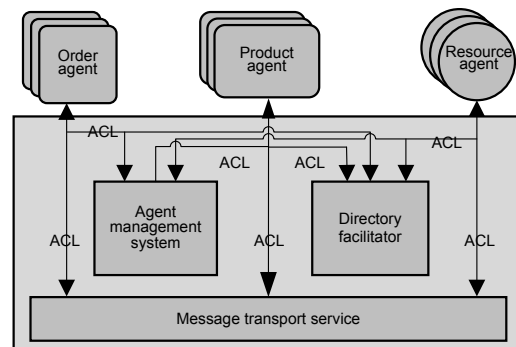 Order
agent
Product
agent
Resource
agent
ACL
ACL
ACL
ACL
Agent
management
system
Directory
facilitator
ACL
ACL
ACL
Message transport service